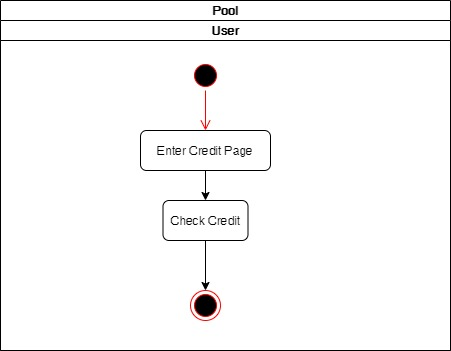 Pool
User
Enter Credit Page
Check Credit